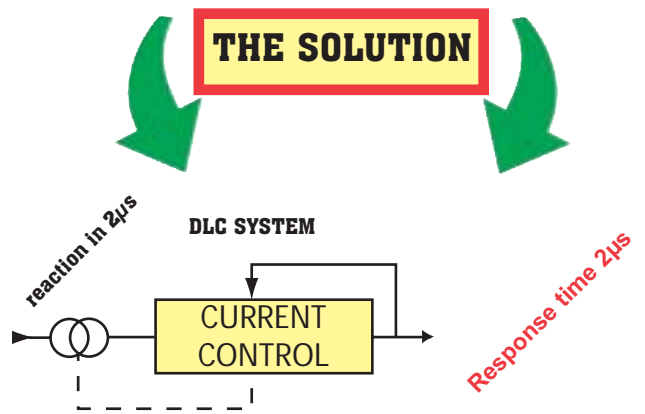 THE SOLUTION
reaction in 2µs
DLC SYSTEM
Response time 2µs
CURRENT
CONTROL